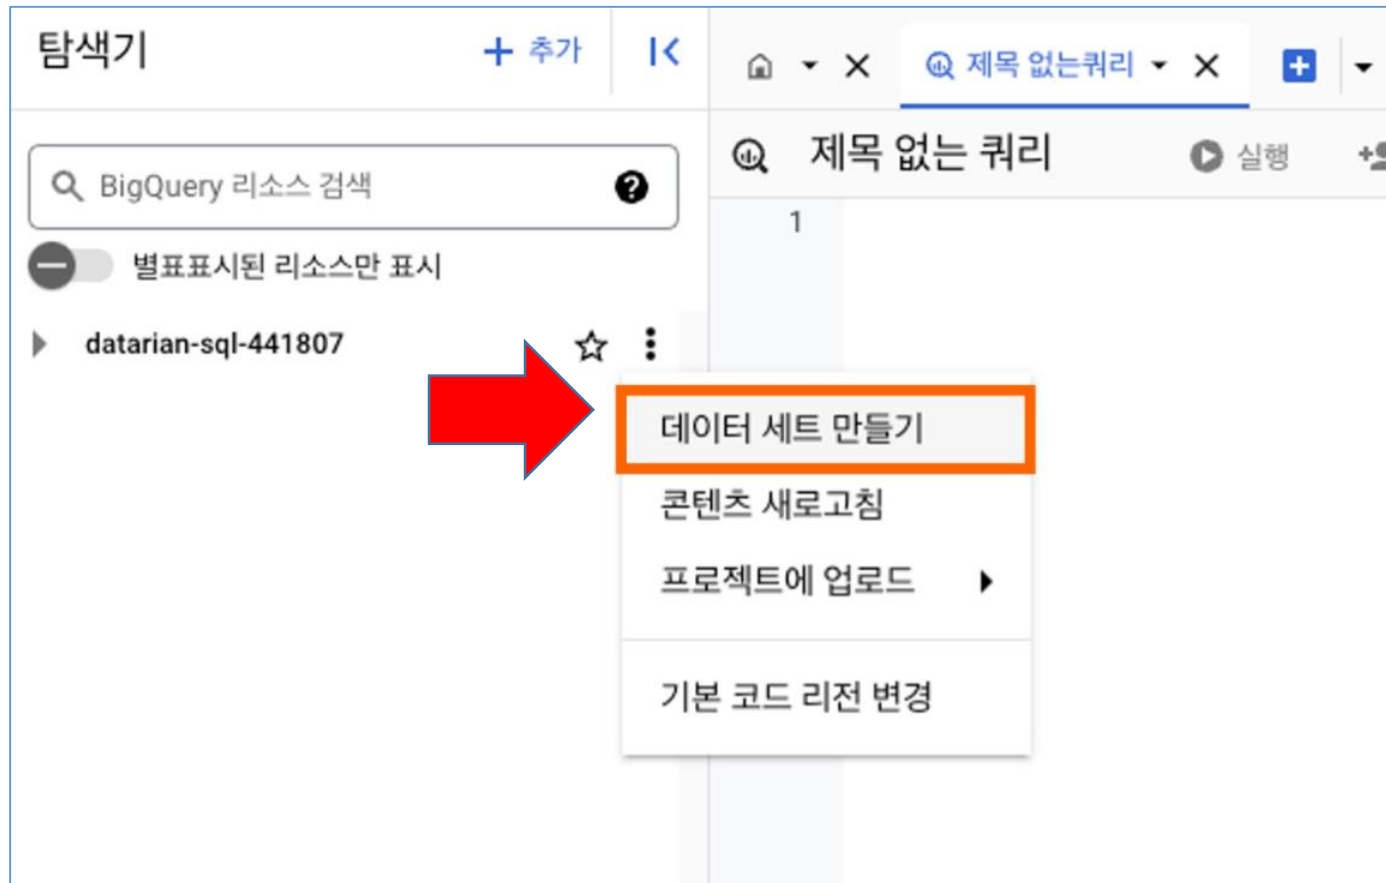 탐색기
+ 추가
제목 없는쿼리
제목 없는 쿼리
실행
BigQuery 리소스 검색
1
별표표시된 리소스만 표시
datarian-sql-441807
데이터 세트 만들기
콘텐츠 새로고침
프로젝트에 업로드
기본 코드 리전 변경